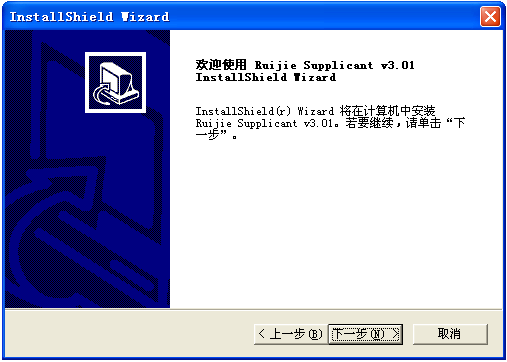 InstallShield Wizard
欢迎使用 Ruijie Supplicant v3.01
InstallShield Wizard
InstallShield(r) Wizard 将在计算机中安装
Ruijie Supplicant v3.01。若要继续，请单击“下
一步”。
< 上一步(B) 下一步(N) > 取消